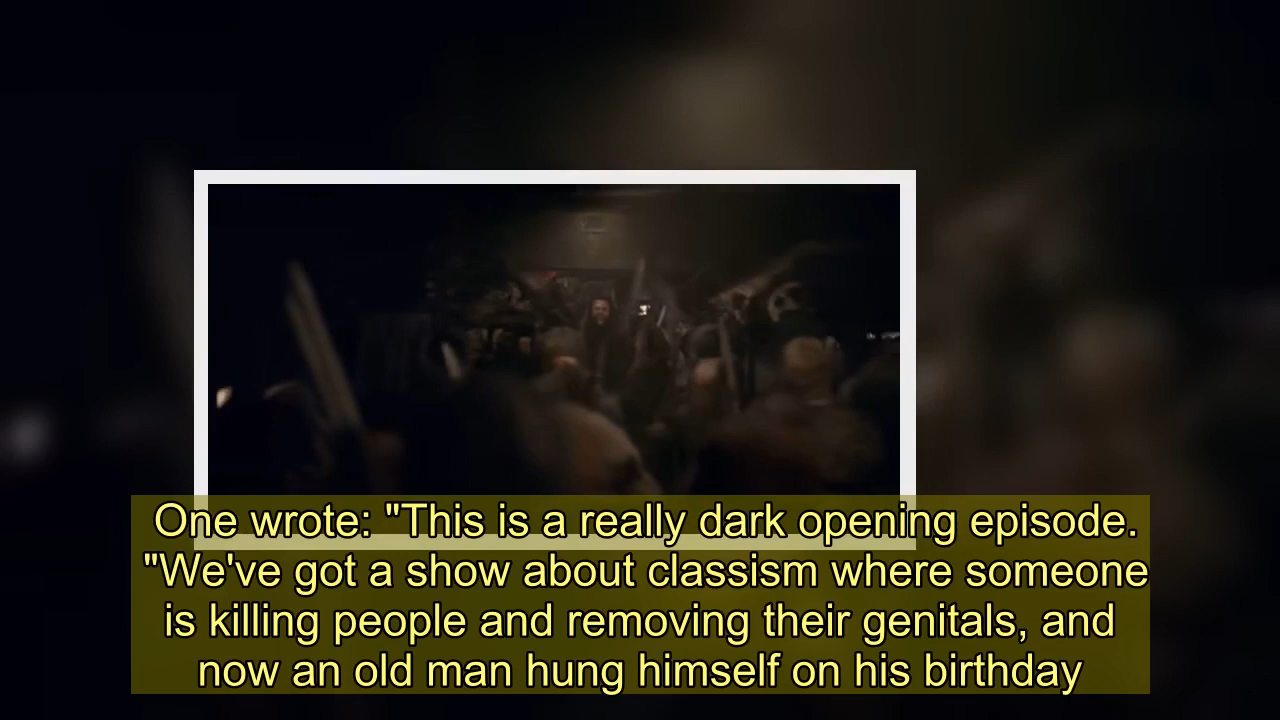 One wrote: "This is a really dark opening episode.
"We've got a show about classism where someone
is killing people and removing their genitals, and
now an old man hung himself on his birthday